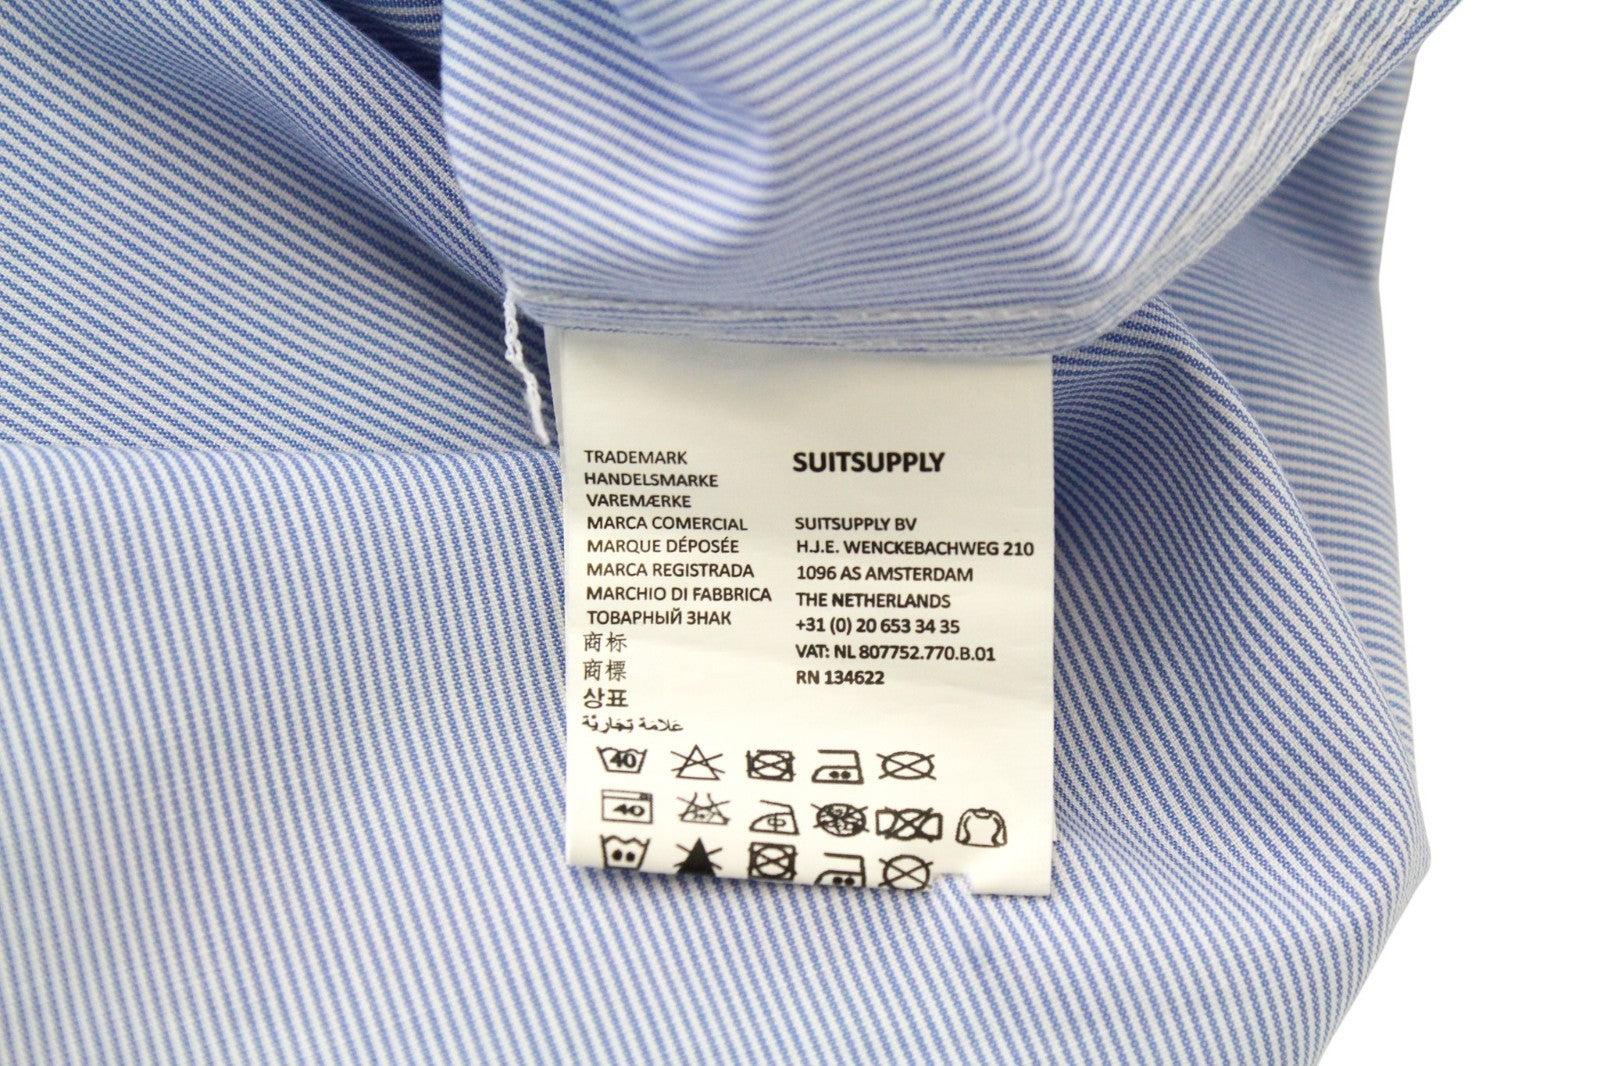 TRADEMARK
HANDELSMARKE
VAREMÆRKE
MARCA COMERCIAL
MARQUE DÉPOSÉE
MARCA REGISTRADA
MARCHIO DI FABBRICA
ТОВАРНЫЙ ЗНАК
商标
商標
상표
عَلامَة تِجَاريَّة
SUITSUPPLY
SUITSUPPLY BV
H.J.E. WENCKEBACHWEG 210
1096 AS AMSTERDAM
THE NETHERLANDS
+31 (0) 20 653 34 35
VAT: NL 807752.770.B.01
RN 134622
40
40